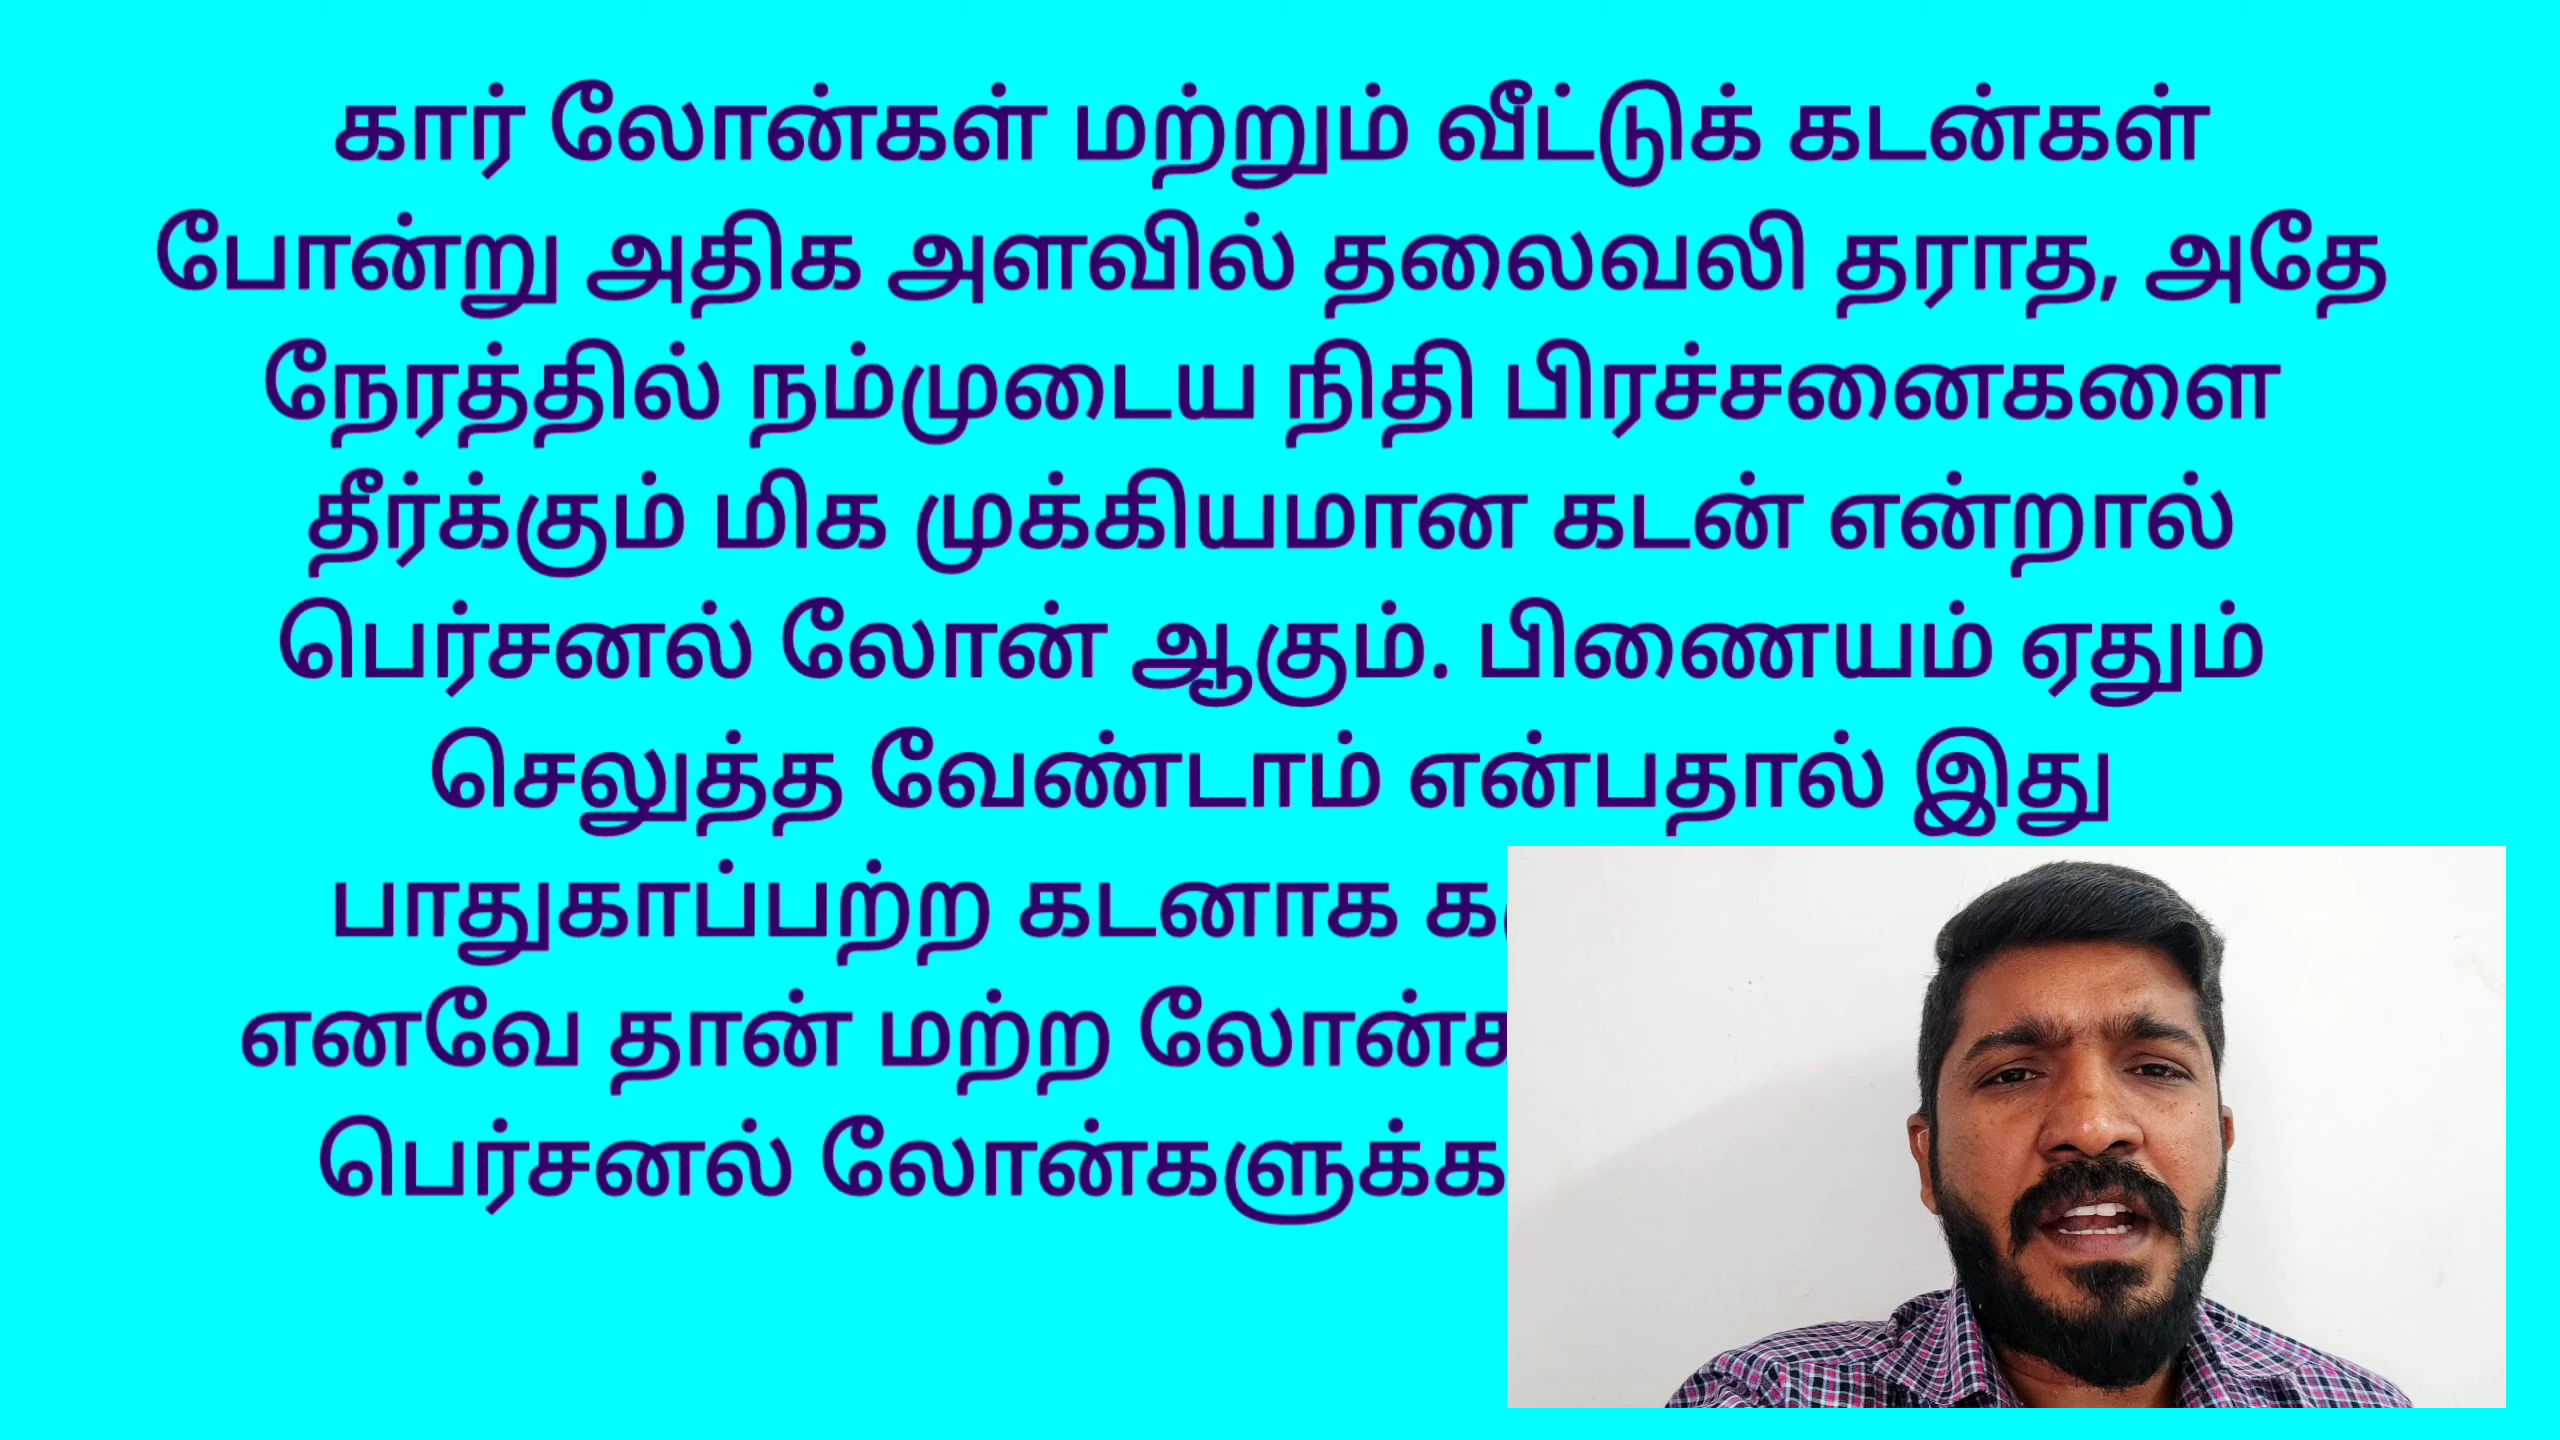 கார் லோன்கள் மற்றும் வீட்டுக் கடன்கள்
போன்று அதிக அளவில் தலைவலி தராத, அதே
நேரத்தில் நம்முடைய நிதி பிரச்சனைகளை
தீர்க்கும் மிக முக்கியமான கடன் என்றால்
பெர்சனல் லோன் ஆகும். பிணையம் ஏதும்
செலுத்த வேண்டாம் என்பதால் இது
பாதுகாப்பற்ற கடனாக
எனவே தான் மற்ற
பெர்சனல்